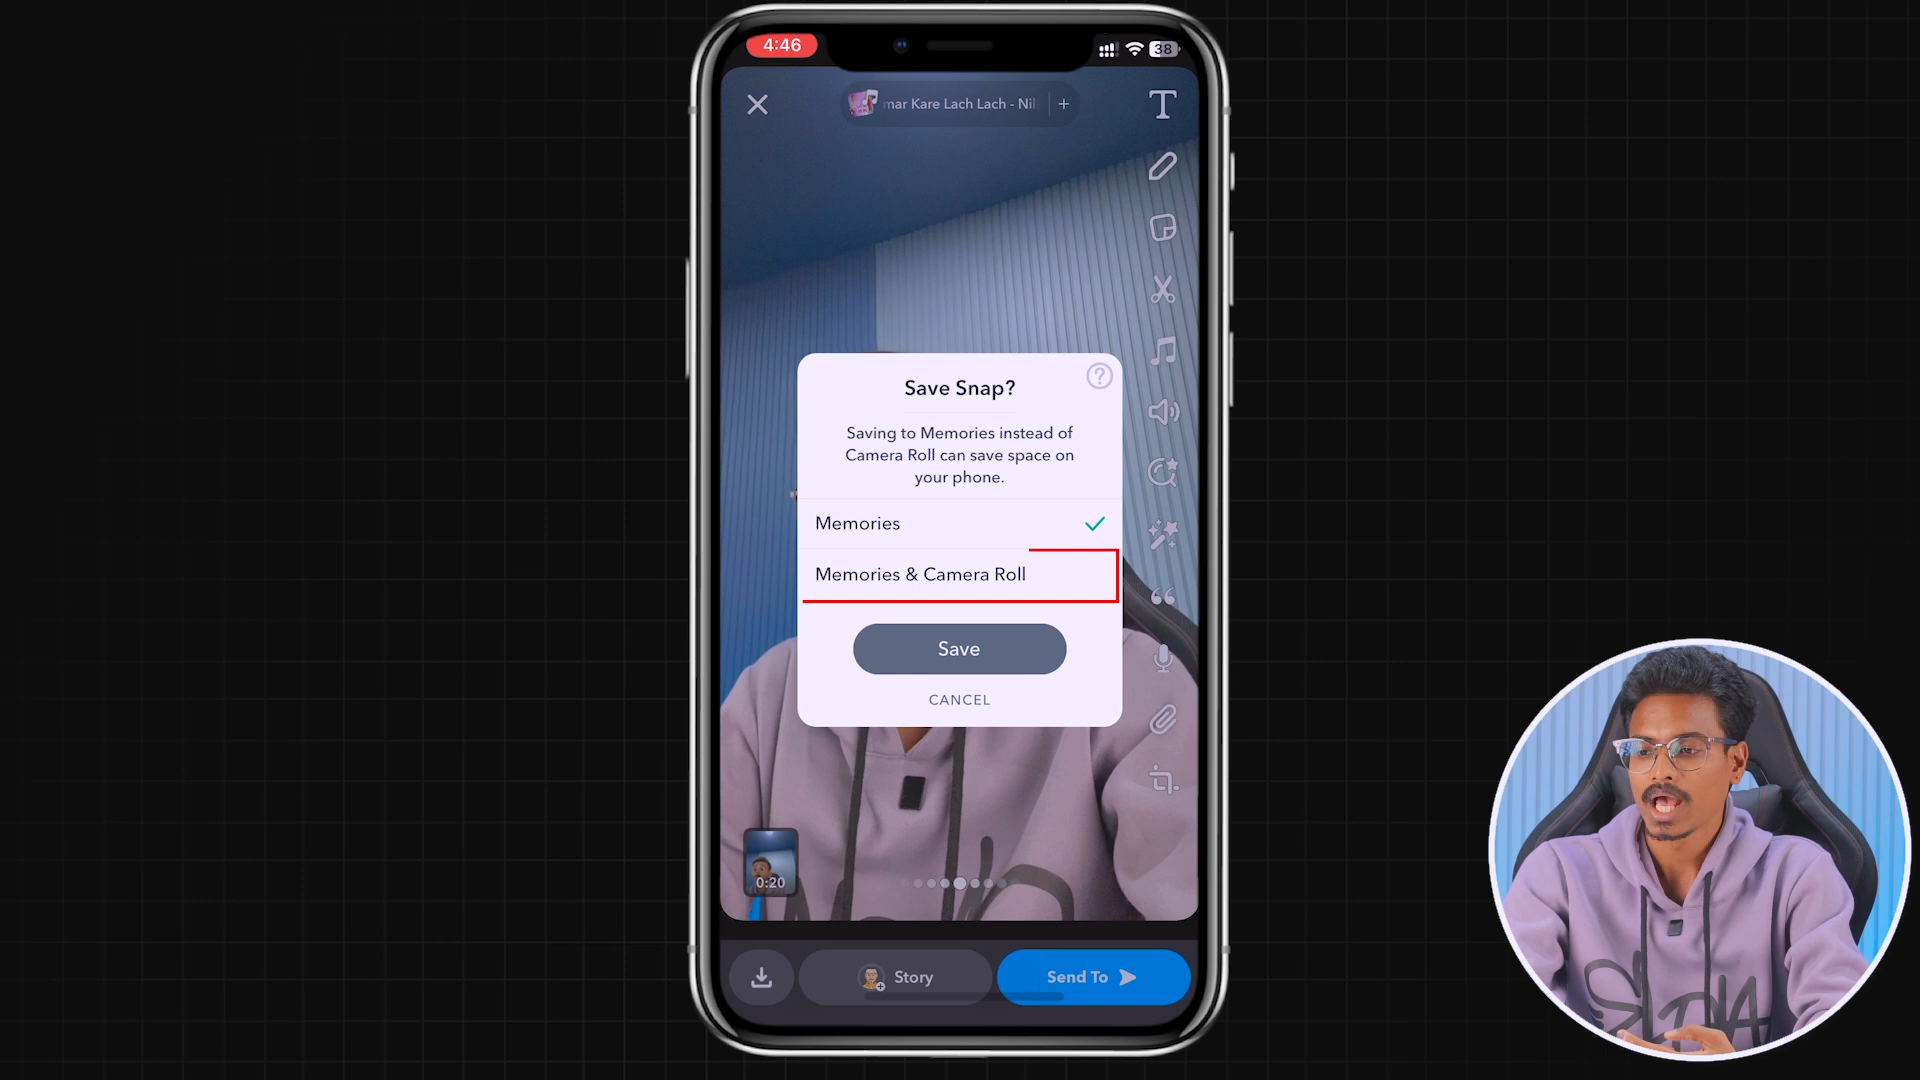 4:46
38
mar Kare Lach Lach - Nil
Save Snap?
Saving to Memories instead of
Camera Roll can save space on
your phone.
Memories
Memories & Camera Roll
Save
CANCEL
0:20
Story
Send To